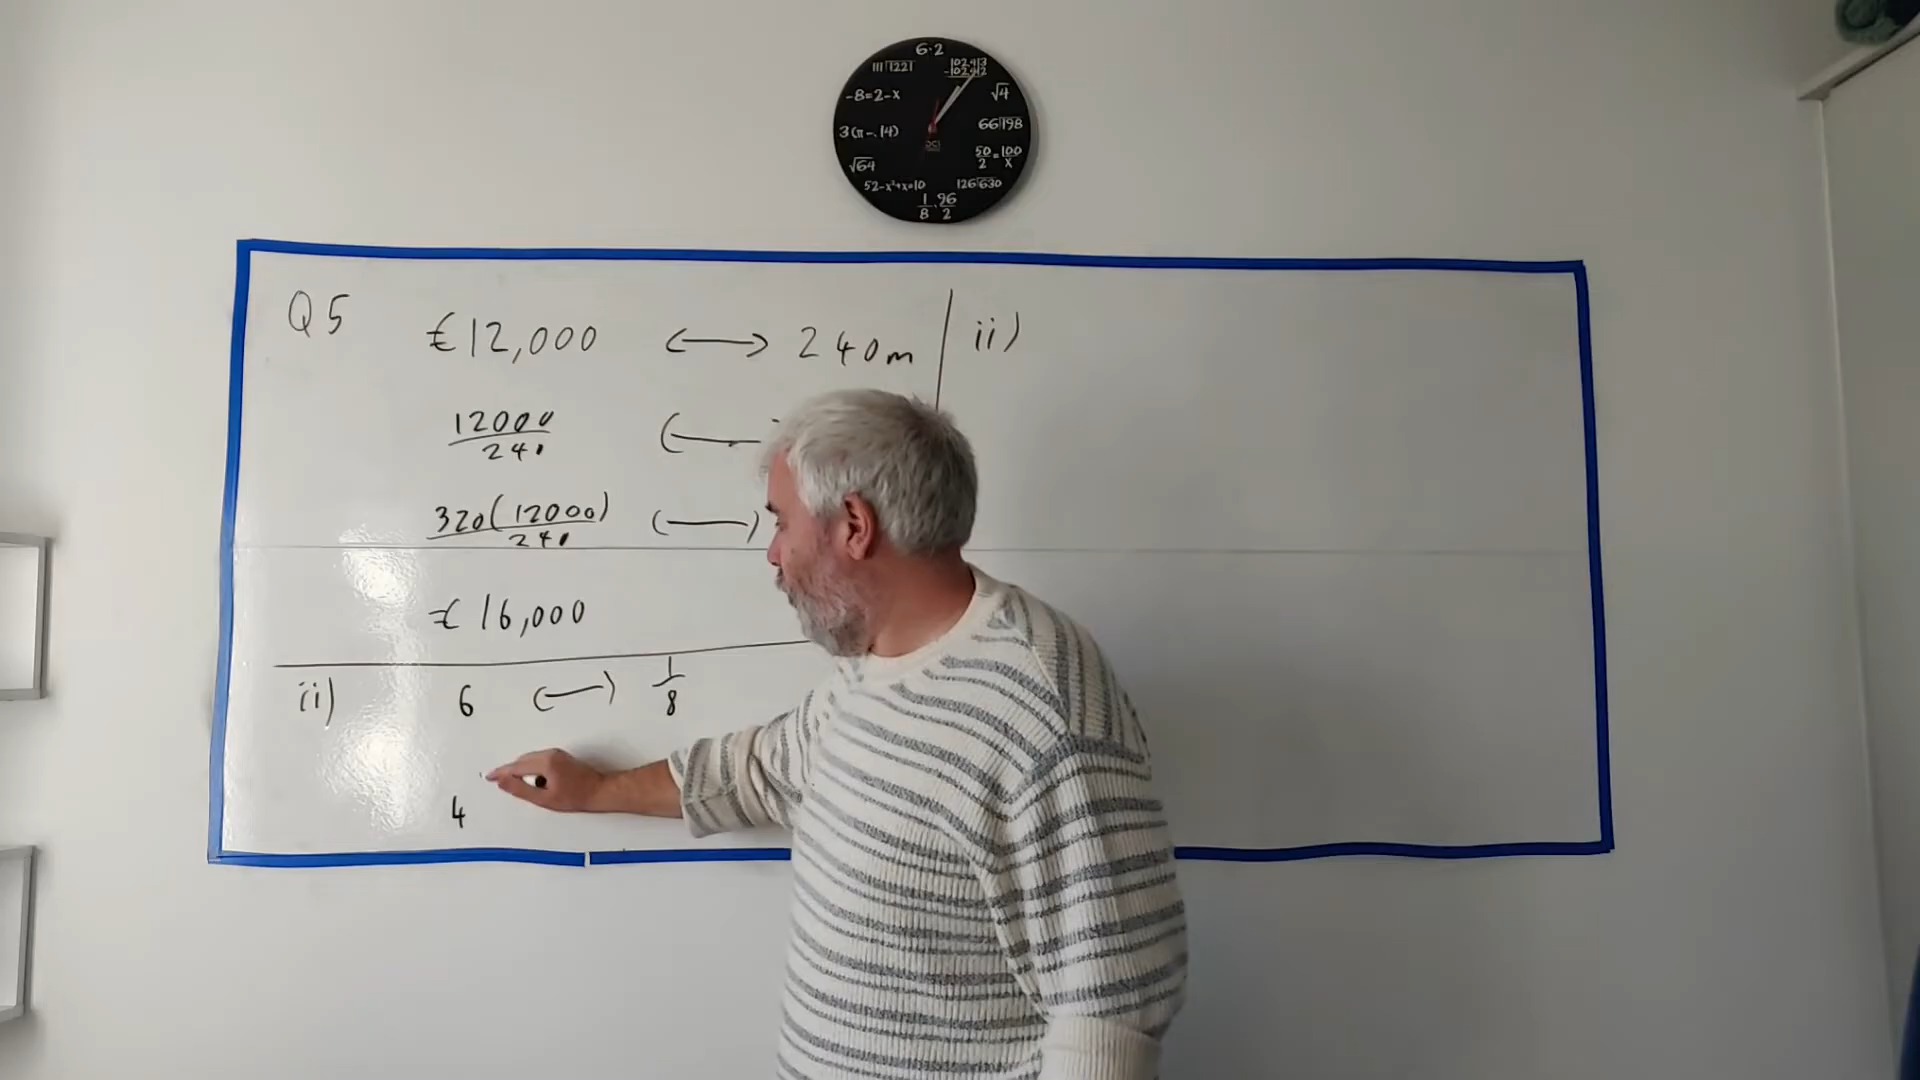 6·2
111⟌1221
102,413
-102,412
-8=2-x
√4
3(π-.14)
66⟌198
√64
50/2=100/x
52-x²+x=10
126⟌630
1/8·96/2
Q5
€12,000 ⟷ 240m
12000/240
320(12000)/240
€16,000
ii) 6 ⟷ 1/8
4
ii)